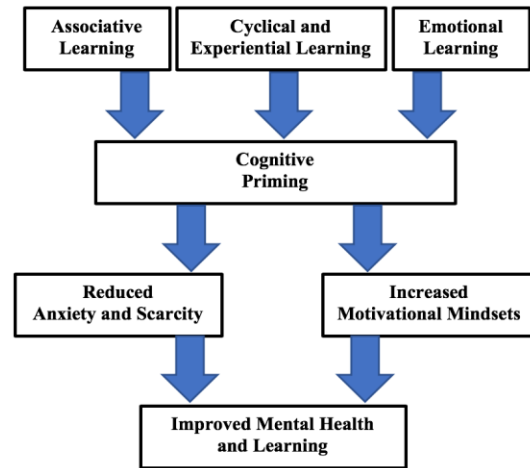 Associative
Learning
Cyclical and
Experiential Learning
Emotional
Learning
Cognitive
Priming
Reduced
Anxiety and Scarcity
Increased
Motivational Mindsets
Improved Mental Health
and Learning